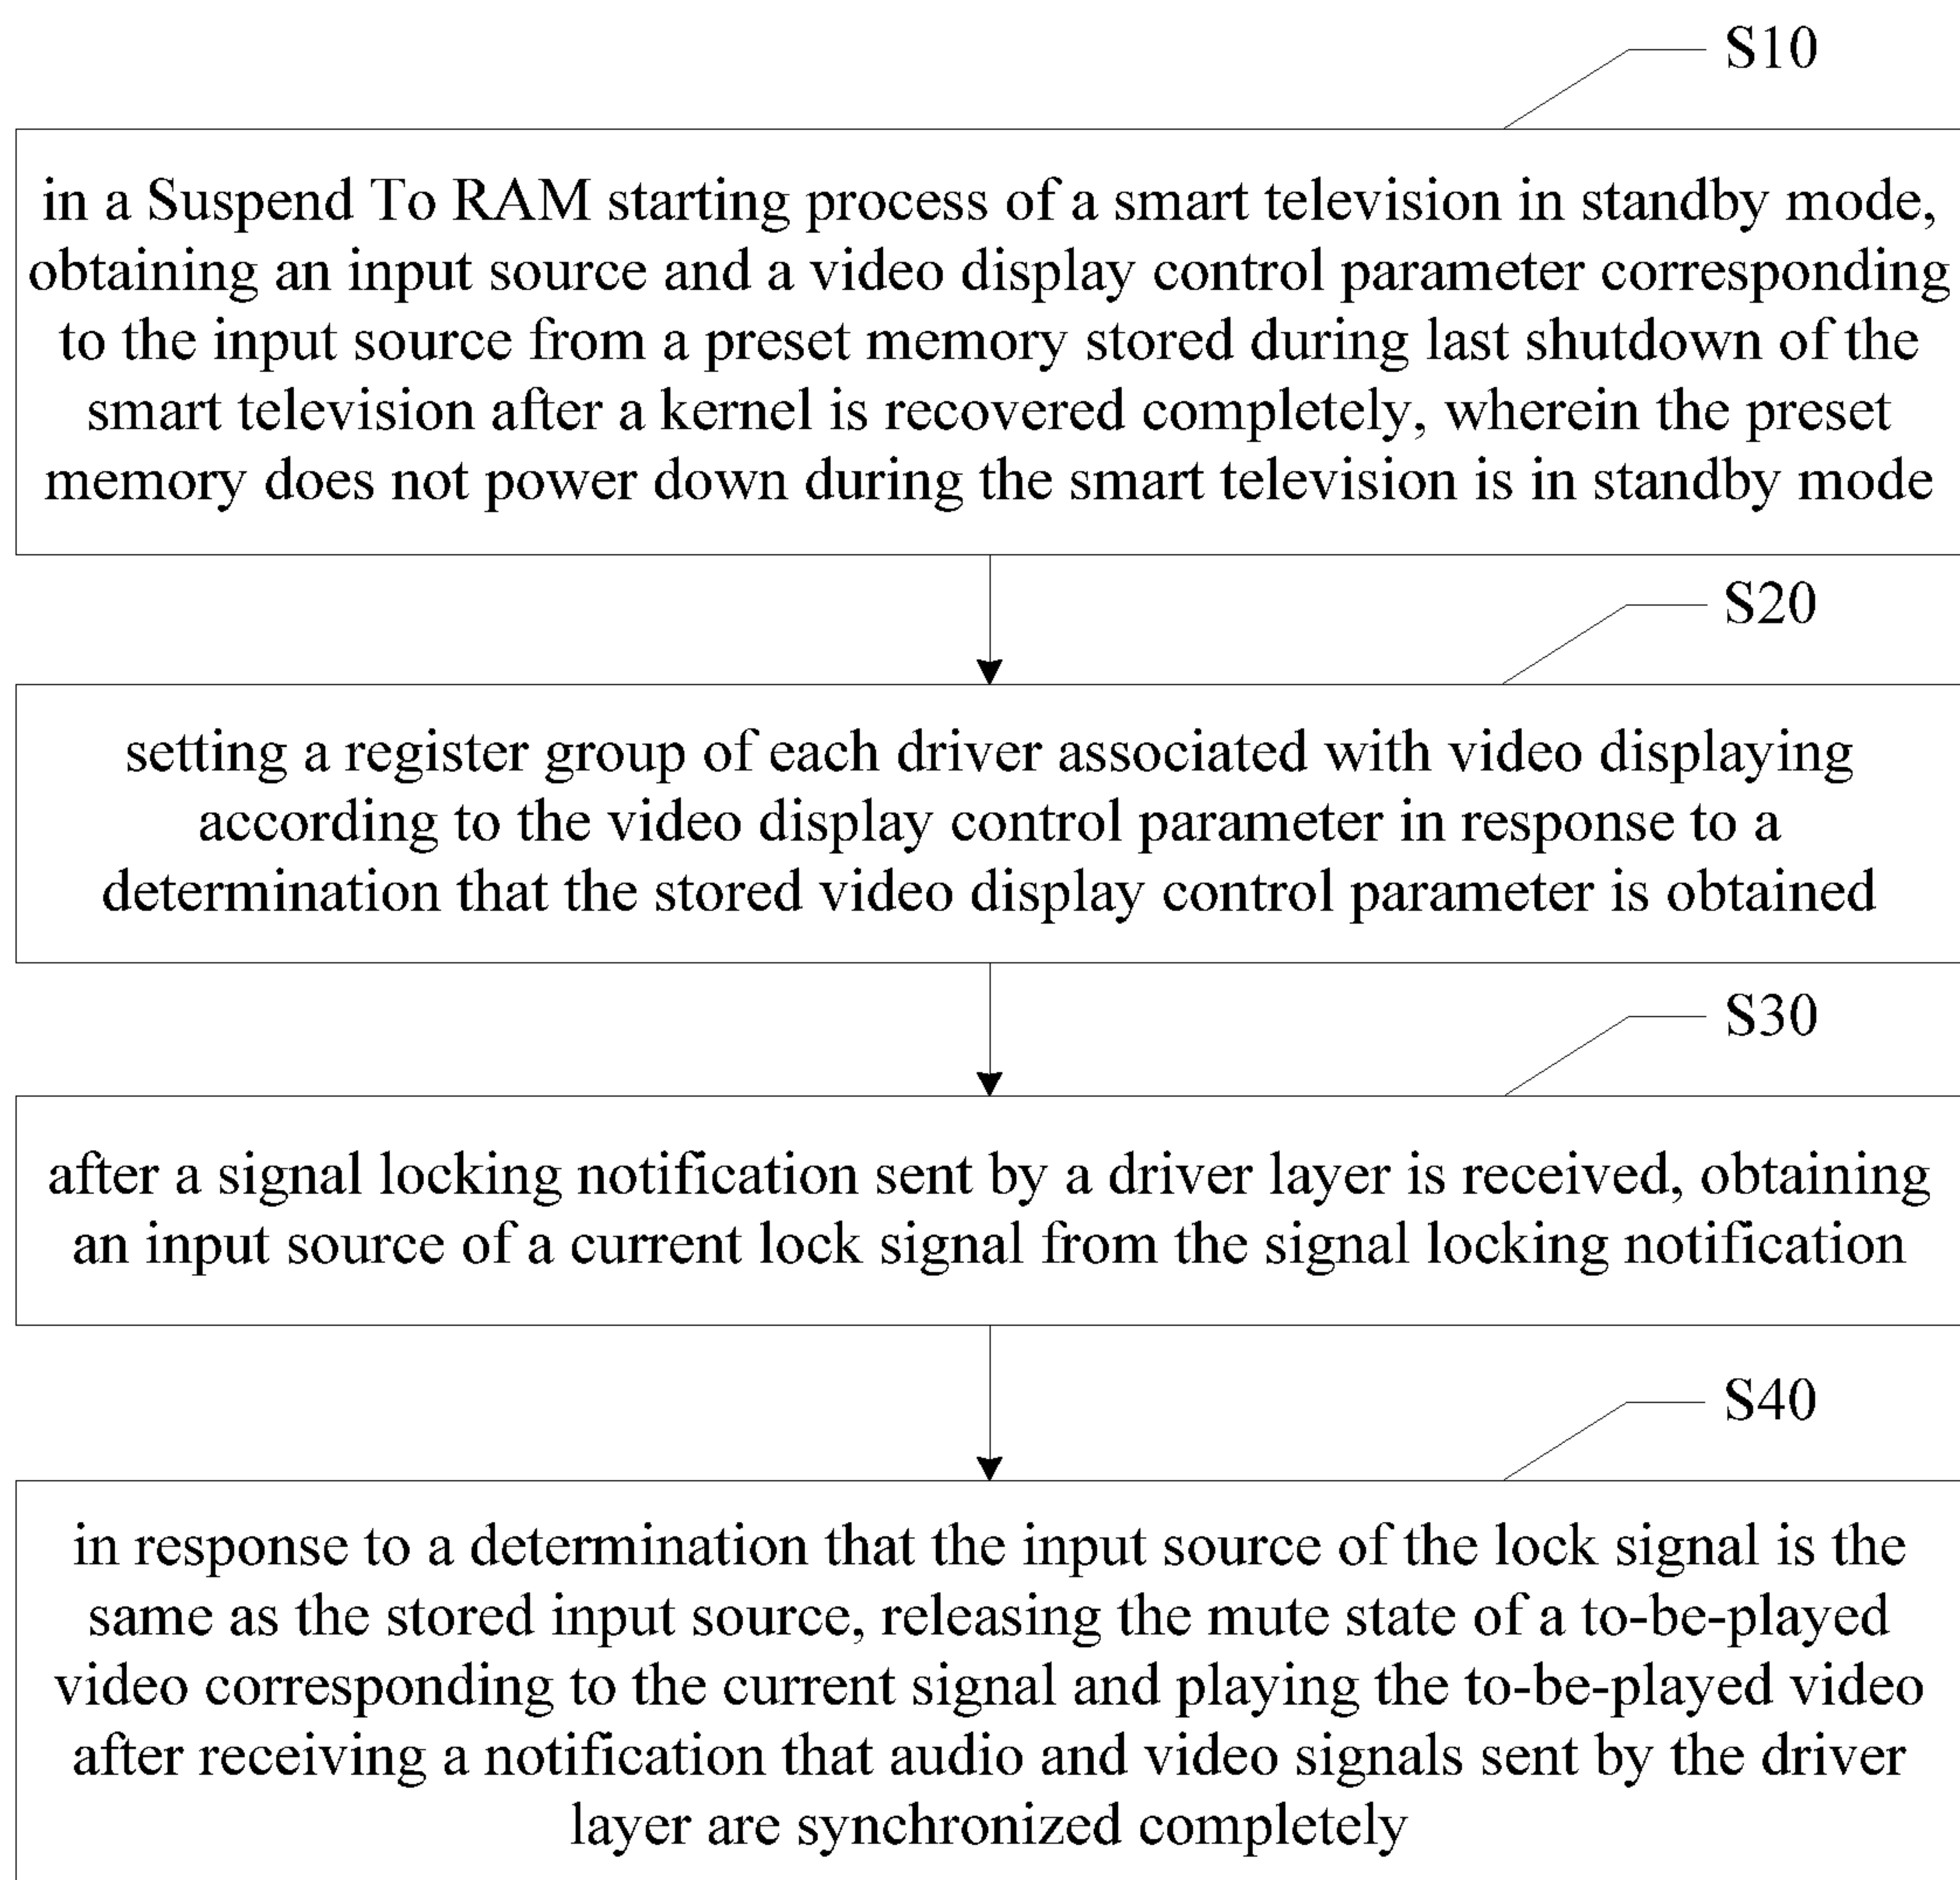 S10
in a Suspend To RAM starting process of a smart television in standby mode,
obtaining an input source and a video display control parameter corresponding
to the input source from a preset memory stored during last shutdown of the
smart television after a kernel is recovered completely, wherein the preset
memory does not power down during the smart television is in standby mode
S20
setting a register group of each driver associated with video displaying
according to the video display control parameter in response to a
determination that the stored video display control parameter is obtained
S30
after a signal locking notification sent by a driver layer is received, obtaining
an input source of a current lock signal from the signal locking notification
S40
in response to a determination that the input source of the lock signal is the
same as the stored input source, releasing the mute state of a to-be-played
video corresponding to the current signal and playing the to-be-played video
after receiving a notification that audio and video signals sent by the driver
layer are synchronized completely